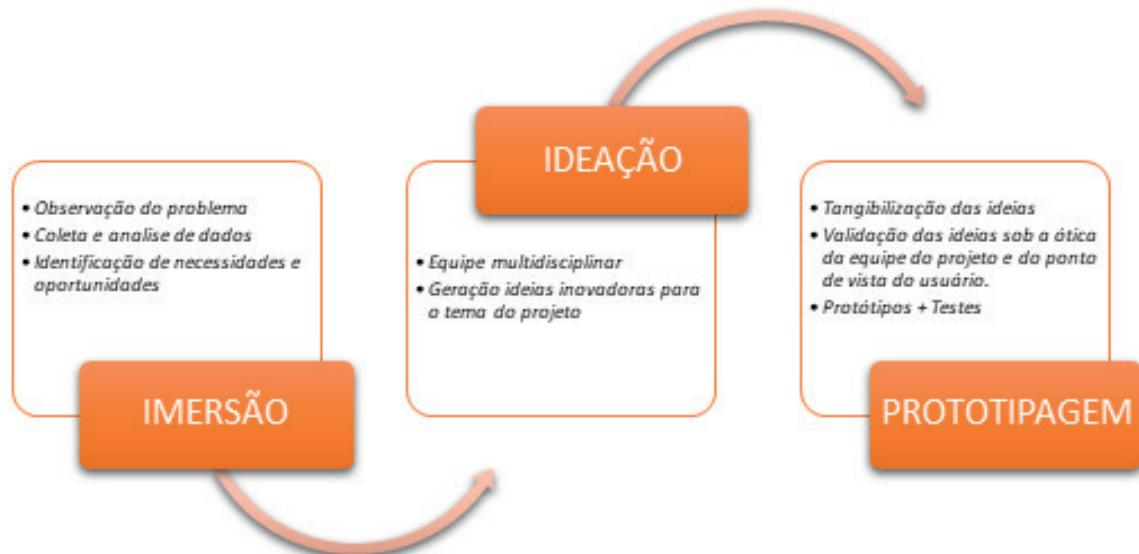 • Observação do problema
• Coleta e analise de dados
• Identificação de necessidades e
oportunidades
IMERSÃO
IDEAÇÃO
• Equipe multidisciplinar
• Geração ideias inovadoras para
o tema do projeto
• Tangibilização das ideias
• Validação das ideias sob a ótica
da equipe do projeto e do ponto
de vista do usuário.
• Protótipos + Testes
PROTOTIPAGEM